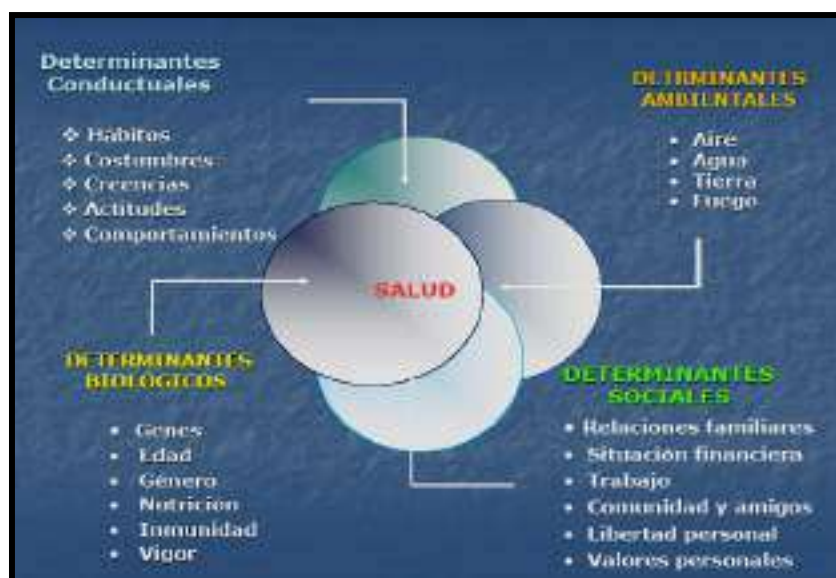 Determinantes
Conductuales
❖ Hábitos
❖ Costumbres
❖ Creencias
❖ Actitudes
❖ Comportamientos
DETERMINANTES
AMBIENTALES
• Aire
• Agua
• Tierra
• Fuego
SALUD
DETERMINANTES
BIOLÓGICOS
• Genes
• Edad
• Género
• Nutrición
• Inmunidad
• Vigor
DETERMINANTES
SOCIALES
• Relaciones familiares
• Situación financiera
• Trabajo
• Comunidad y amigos
• Libertad personal
• Valores personales